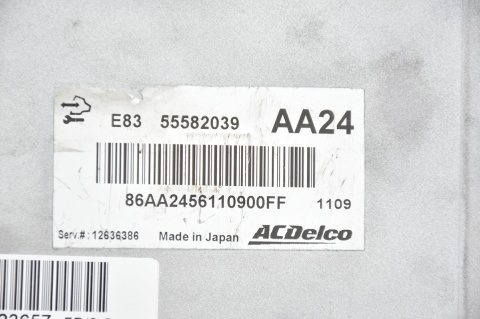 E83 55582039 AA24
86AA2456110900FF 1109
Serv.# : 12636386 Made in Japan ACDelco